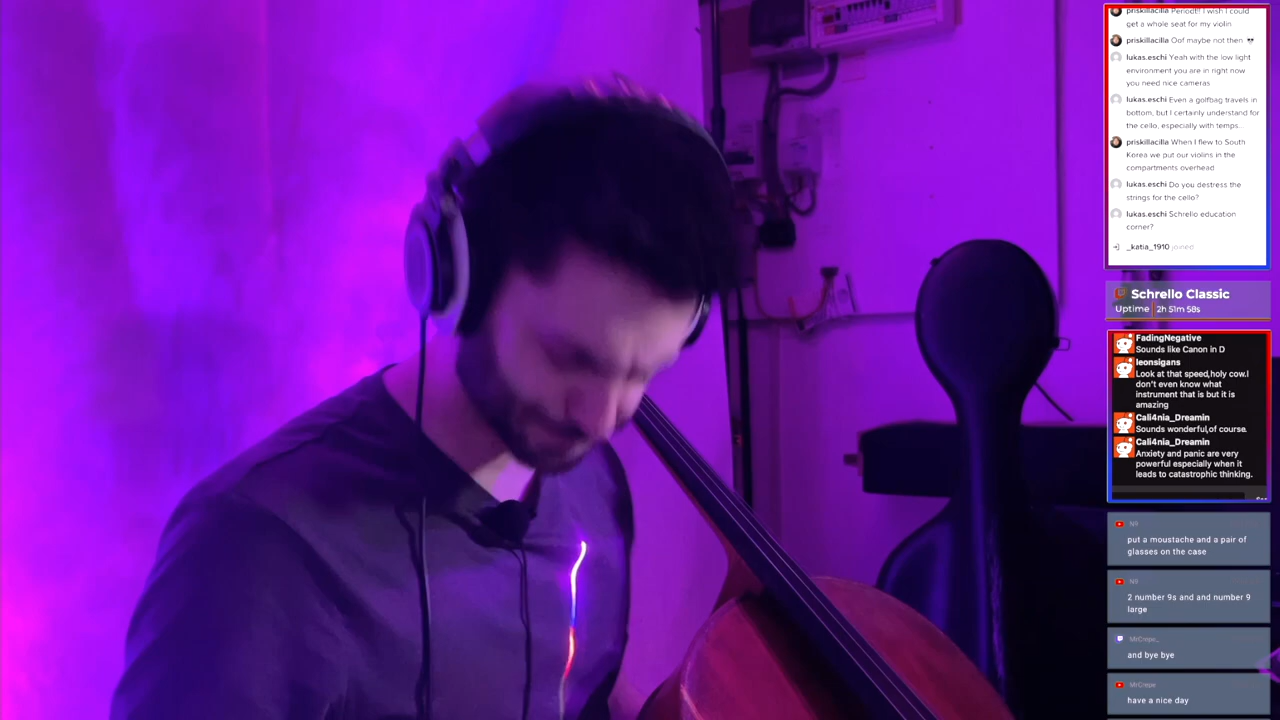 priskillacilla Periodt!! I wish I could
get a whole seat for my violin
priskillacilla Oof maybe not then
lukas.eschi Yeah with the low light
environment you are in right now
you need nice cameras
lukas.eschi Even a golfbag travels in
bottom, but I certainly understand for
the cello, especially with temps...
priskillacilla When I flew to South
Korea we put our violins in the
compartments overhead
lukas.eschi Do you destress the
strings for the cello?
lukas.eschi Schrello education
corner?
_katia_1910 joined
Schrello Classic
Uptime 2h 51m 58s
FadingNegative
Sounds like Canon in D
leonsigans
Look at that speed,holy cow.I
don't even know what
instrument that is but it is
amazing
Cali4nia_Dreamin
Sounds wonderful,of course.
Cali4nia_Dreamin
Anxiety and panic are very
powerful especially when it
leads to catastrophic thinking.
N9
put a moustache and a pair of
glasses on the case
N9
2 number 9s and and number 9
large
MrCrepe_
and bye bye
MrCrepe
have a nice day